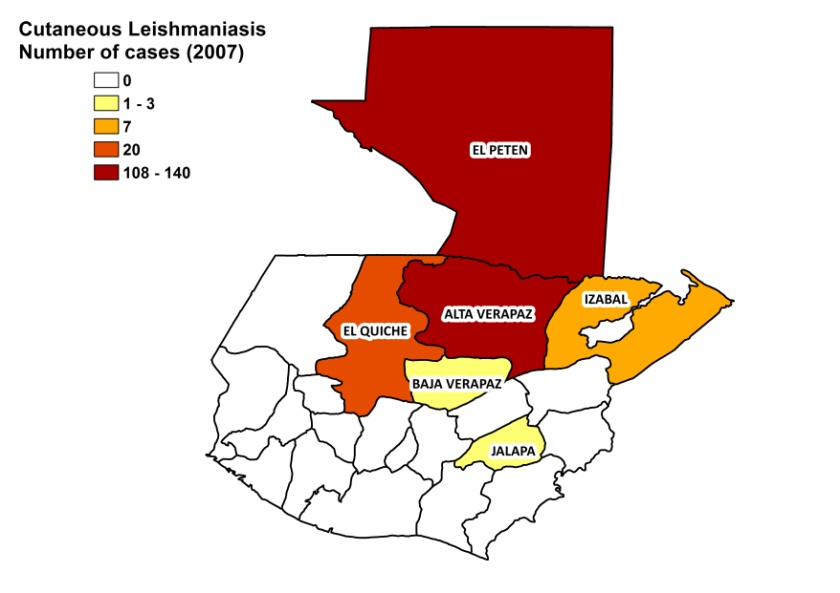 Cutaneous Leishmaniasis
Number of cases (2007)
0
1 - 3
7
20
108 - 140
EL PETEN
IZABAL
ALTA VERAPAZ
EL QUICHE
BAJA VERAPAZ
JALAPA